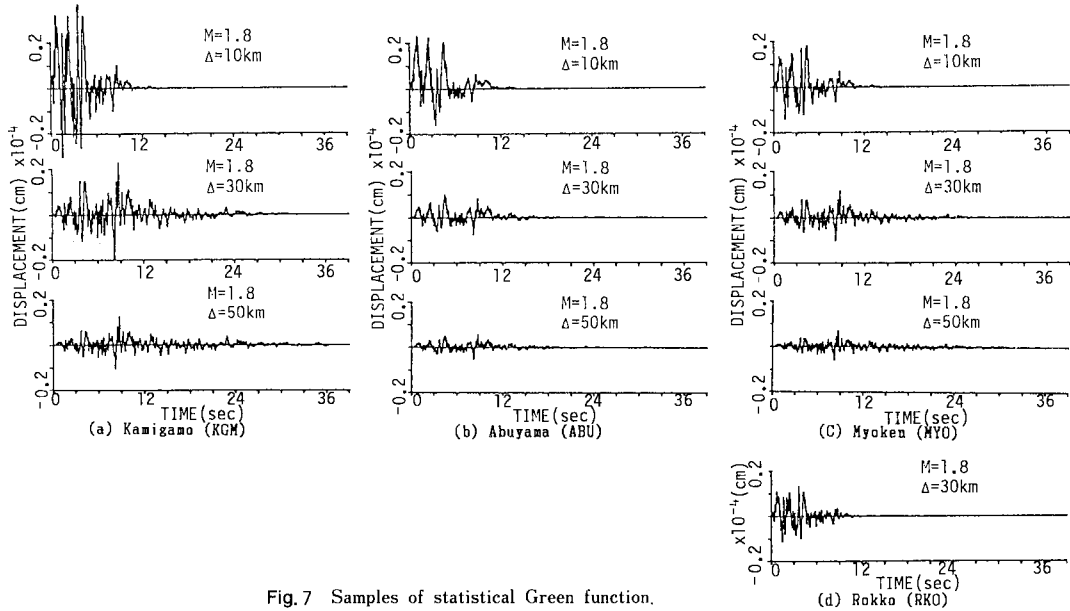 DISPLACEMENT(cm) ×10⁻⁴
0.2
-0.2
M=1.8
Δ=10km
12
24
36
0.2
-0.2
M=1.8
Δ=30km
0
12
24
36
0.2
-0.2
M=1.8
Δ=50km
0
12
24
36
TIME(sec)
(a) Kamigamo (KGM)
DISPLACEMENT(cm) ×10⁻⁴
0.2
-0.2
M=1.8
Δ=10km
0
12
24
36
0.2
-0.2
M=1.8
Δ=30km
0
12
24
36
0.2
-0.2
M=1.8
Δ=50km
0
12
24
36
TIME(sec)
(b) Abuyama (ABU)
DISPLACEMENT(cm) ×10⁻⁴
0.2
-0.2
M=1.8
Δ=10km
0
12
24
36
0.2
-0.2
M=1.8
Δ=30km
0
12
24
36
0.2
-0.2
M=1.8
Δ=50km
0
12
24
36
TIME(sec)
(C) Myoken (MYO)
×10⁻⁴(cm)
0.2
-0.2
M=1.8
Δ=30km
0
12
24
36
TIME(sec)
(d) Rokko (RKO)
Fig. 7 Samples of statistical Green function.